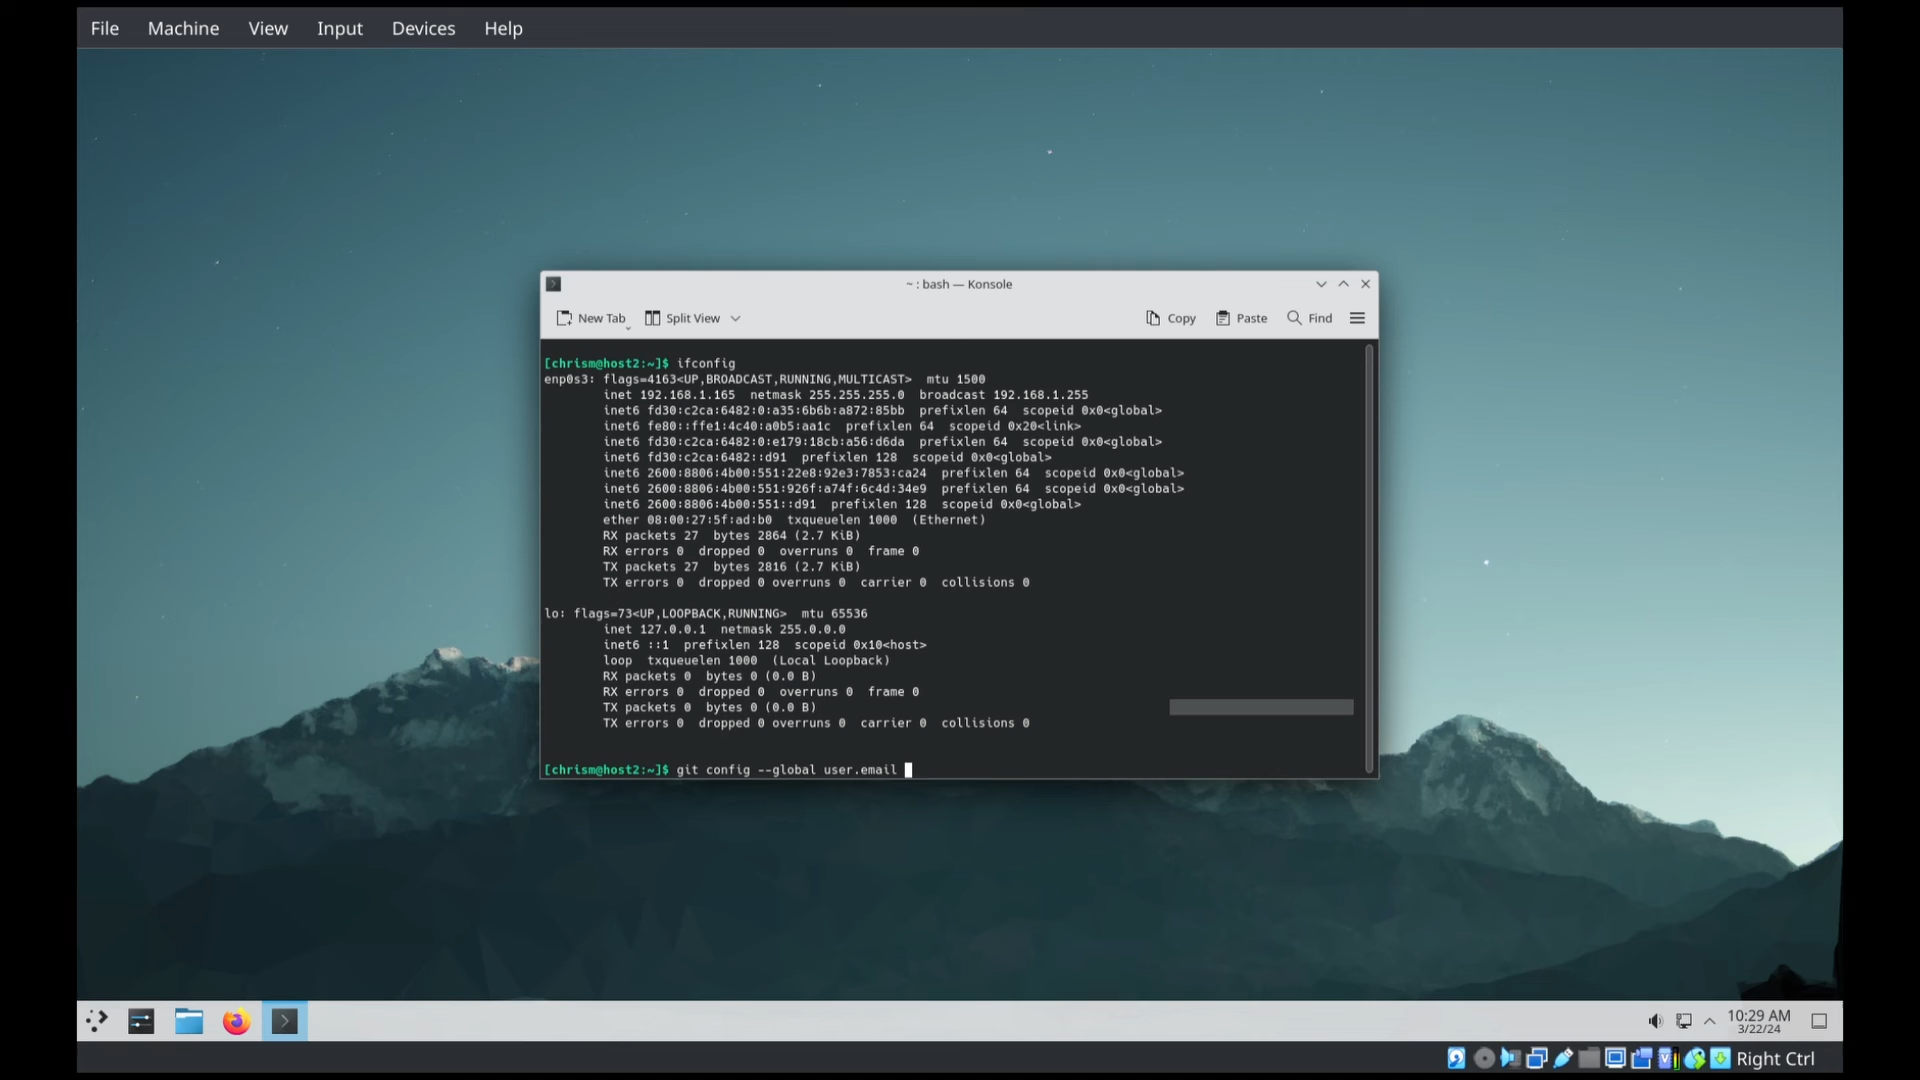 File Machine View Input Devices Help
~ : bash — Konsole
New Tab Split View Copy Paste Find
[chrism@host2:~]$ ifconfig
enp0s3: flags=4163<UP,BROADCAST,RUNNING,MULTICAST> mtu 1500
inet 192.168.1.165 netmask 255.255.255.0 broadcast 192.168.1.255
inet6 fd30:c2ca:6482:0:a35:6b6b:a872:85bb prefixlen 64 scopeid 0x0<global>
inet6 fe80::ffe1:4c40:a0b5:aa1c prefixlen 64 scopeid 0x20<link>
inet6 fd30:c2ca:6482:0:e179:18cb:a56:d6da prefixlen 64 scopeid 0x0<global>
inet6 fd30:c2ca:6482::d91 prefixlen 128 scopeid 0x0<global>
inet6 2600:8806:4b00:551:22e8:92e3:7853:ca24 prefixlen 64 scopeid 0x0<global>
inet6 2600:8806:4b00:551:926f:a74f:6c4d:34e9 prefixlen 64 scopeid 0x0<global>
inet6 2600:8806:4b00:551::d91 prefixlen 128 scopeid 0x0<global>
ether 08:00:27:5f:ad:b0 txqueuelen 1000 (Ethernet)
RX packets 27 bytes 2864 (2.7 KiB)
RX errors 0 dropped 0 overruns 0 frame 0
TX packets 27 bytes 2816 (2.7 KiB)
TX errors 0 dropped 0 overruns 0 carrier 0 collisions 0
lo: flags=73<UP,LOOPBACK,RUNNING> mtu 65536
inet 127.0.0.1 netmask 255.0.0.0
inet6 ::1 prefixlen 128 scopeid 0x10<host>
loop txqueuelen 1000 (Local Loopback)
RX packets 0 bytes 0 (0.0 B)
RX errors 0 dropped 0 overruns 0 frame 0
TX packets 0 bytes 0 (0.0 B)
TX errors 0 dropped 0 overruns 0 carrier 0 collisions 0
[chrism@host2:~]$ git config --global user.email
10:29 AM
3/22/24
Right Ctrl